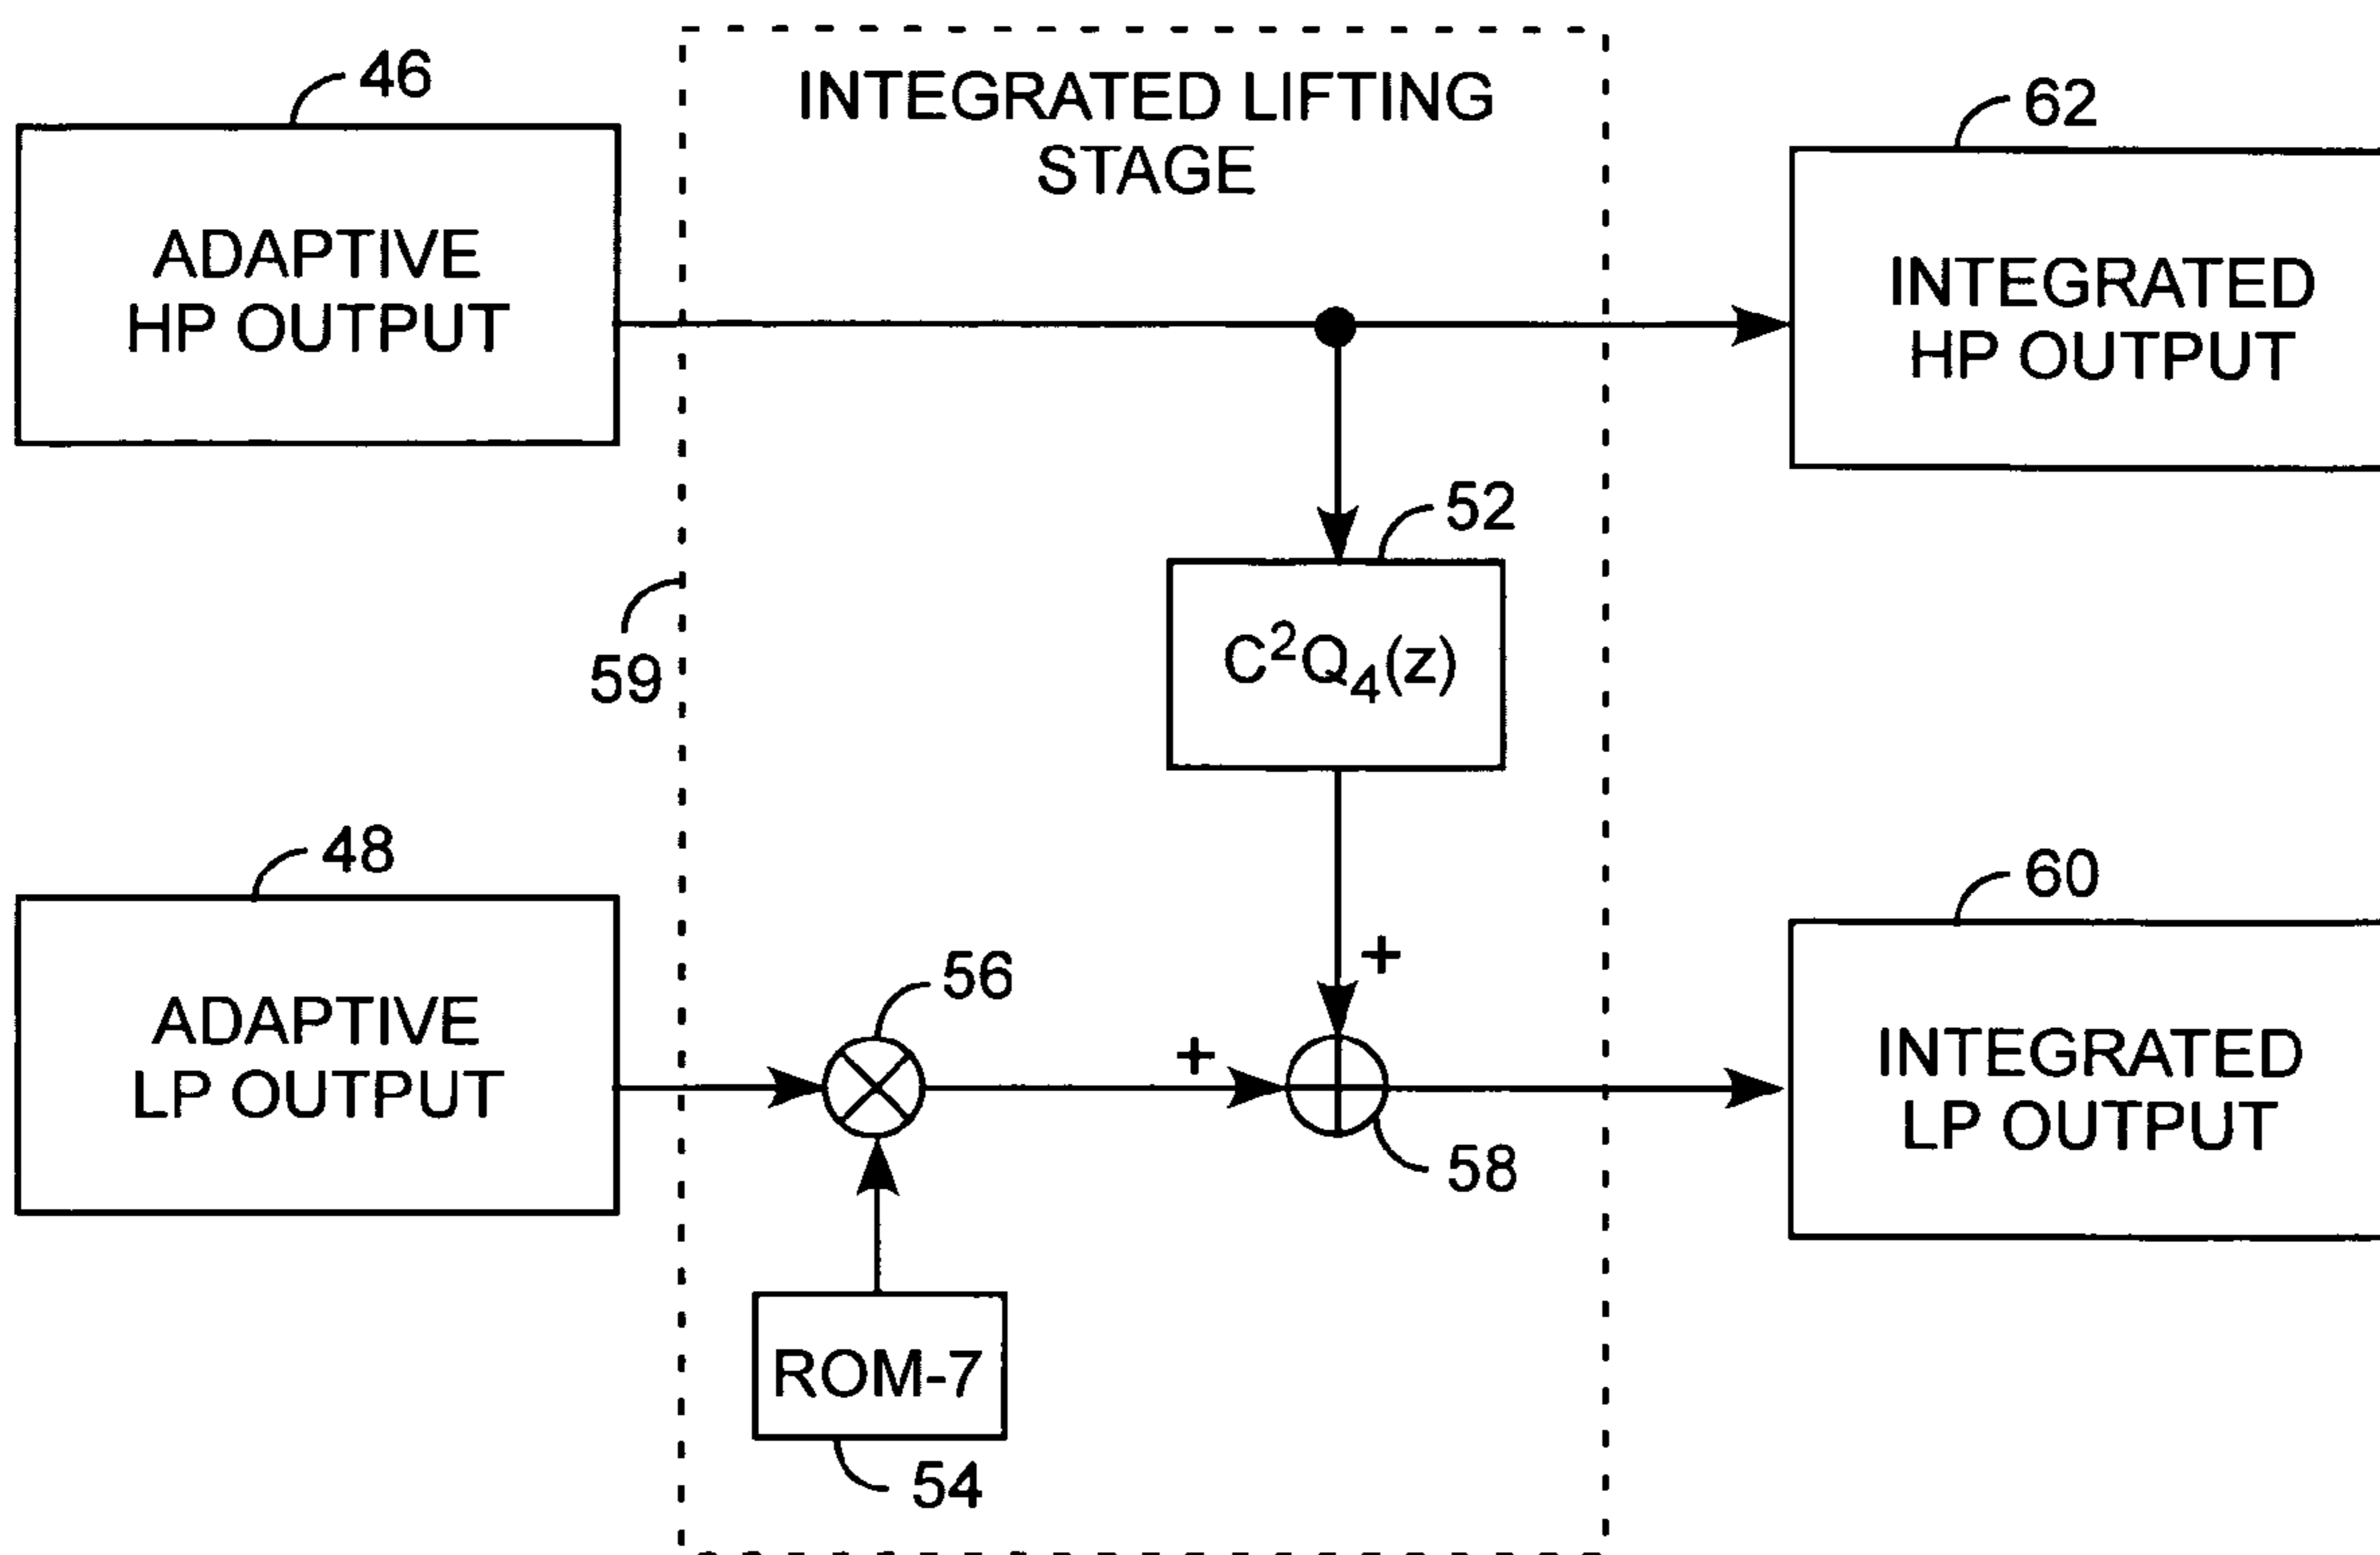 46
INTEGRATED LIFTING
STAGE
62
ADAPTIVE
HP OUTPUT
INTEGRATED
HP OUTPUT
52
C²Q₄(z)
59
48
60
ADAPTIVE
LP OUTPUT
56
+
+
INTEGRATED
LP OUTPUT
58
ROM-7
54